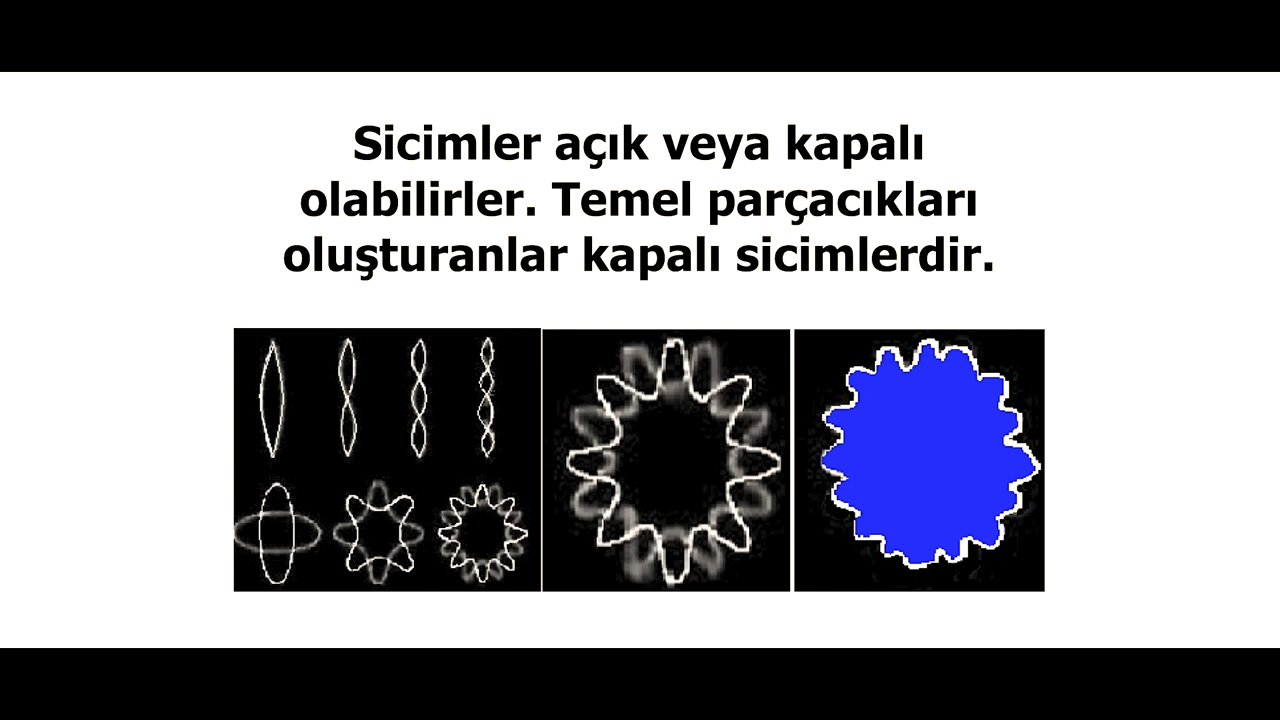 Sicimler açık veya kapalı
olabilirler. Temel parçacıkları
oluşturanlar kapalı sicimlerdir.